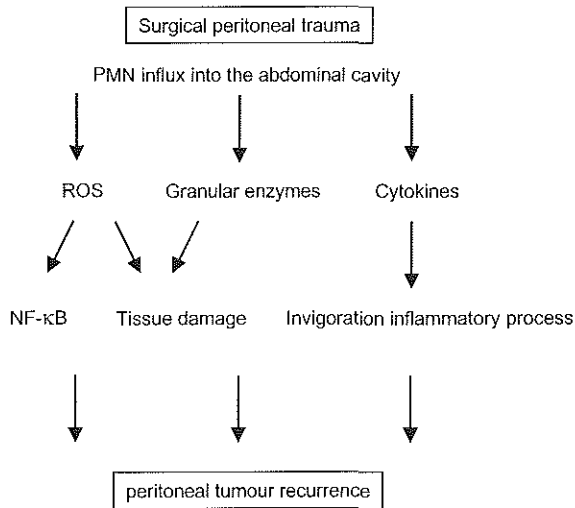 Surgical peritoneal trauma
PMN influx into the abdominal cavity
ROS Granular enzymes Cytokines
NF-κB Tissue damage Invigoration inflammatory process
peritoneal tumour recurrence